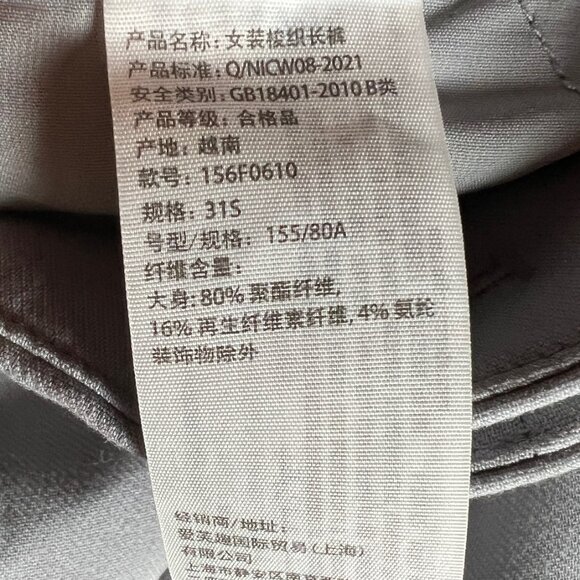 产品名称: 女装梭织长裤
产品标准: Q/NICW08-2021
安全类别: GB18401-2010 B类
产品等级: 合格品
产地: 越南
款号: 156F0610
规格: 31S
号型/规格: 155/80A
纤维含量:
大身: 80% 聚酯纤维,
16% 再生纤维素纤维, 4% 氨纶
装饰物除外
经销商/地址:
爱芙趣国际贸易(上海)
有限公司
上海市静安区南京